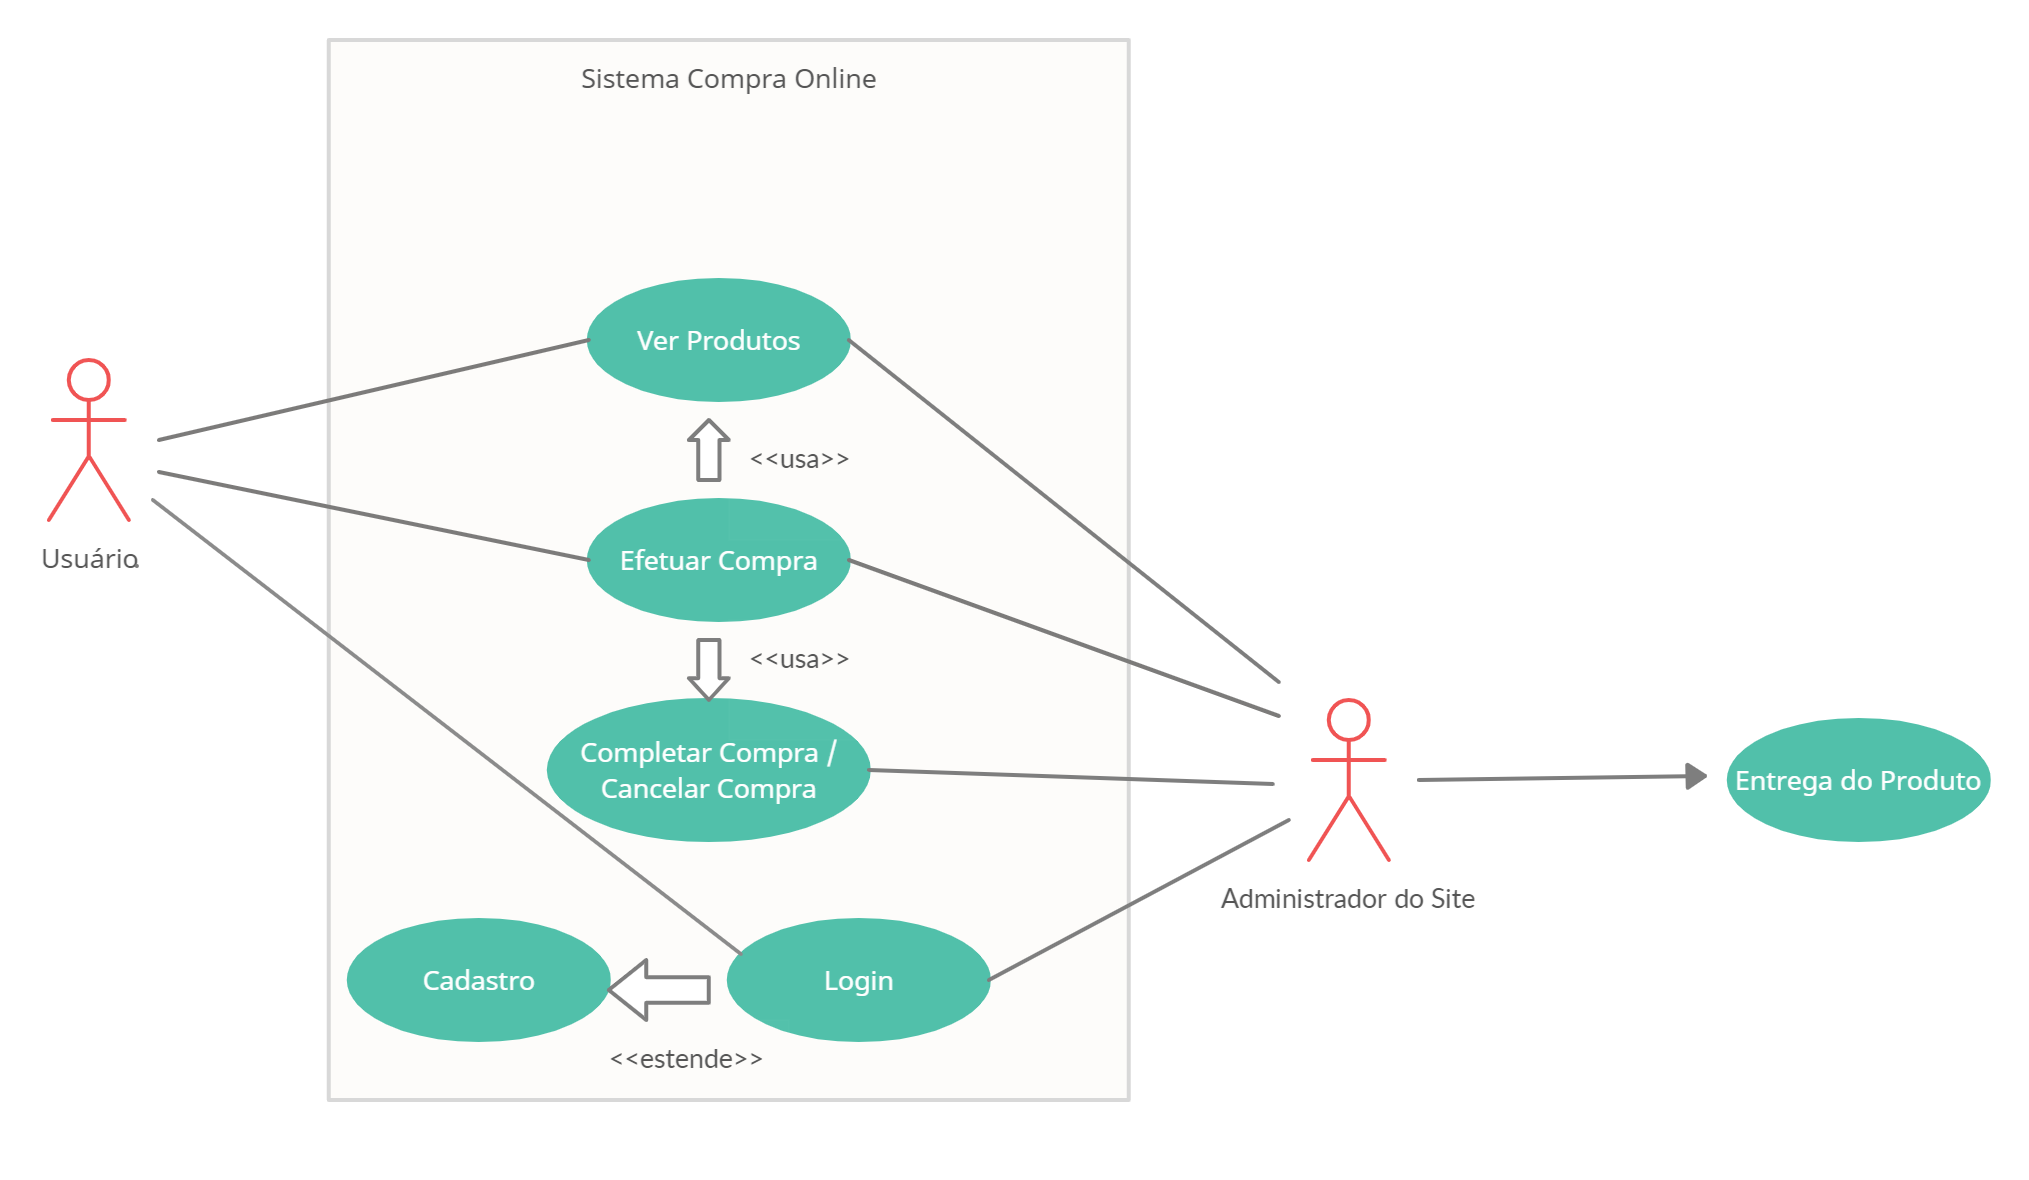 Sistema Compra Online
Ver Produtos
<<usa>>
Usuário
Efetuar Compra
<<usa>>
Completar Compra /
Cancelar Compra
Entrega do Produto
Administrador do Site
Cadastro
Login
<<estende>>